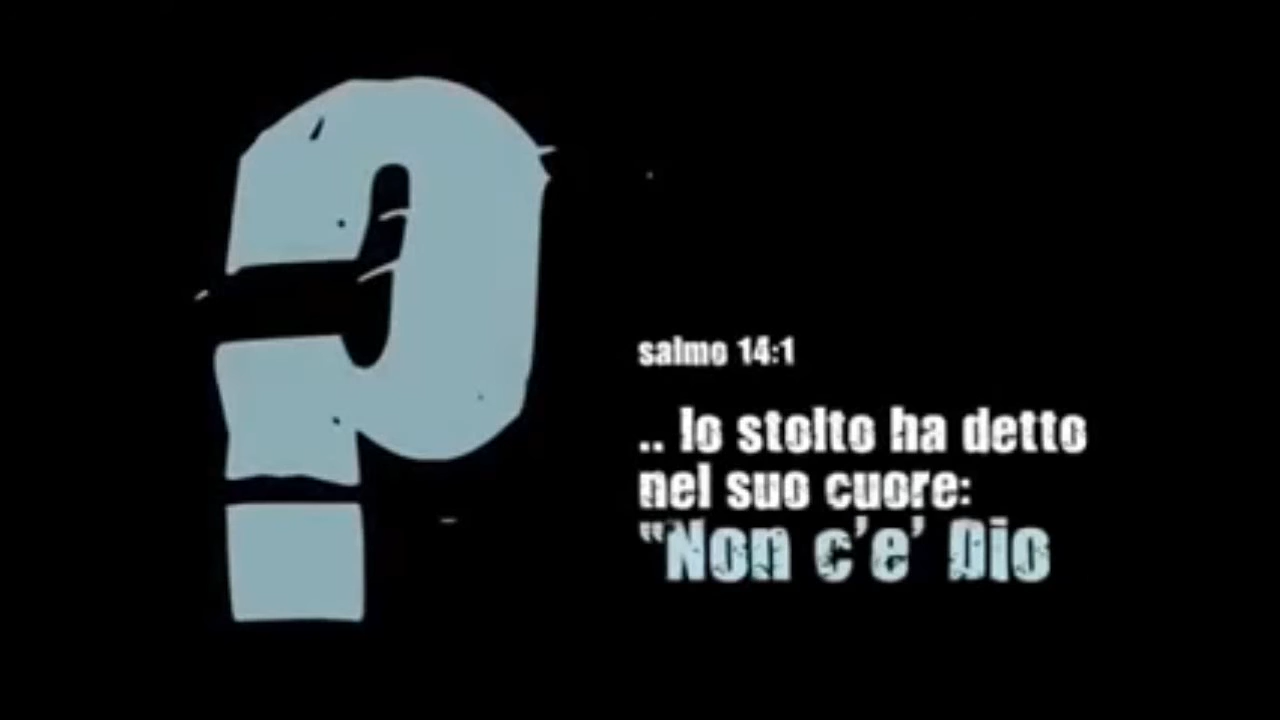 ?
salmo 14:1
.. lo stolto ha detto
nel suo cuore:
"Non c'e' Dio